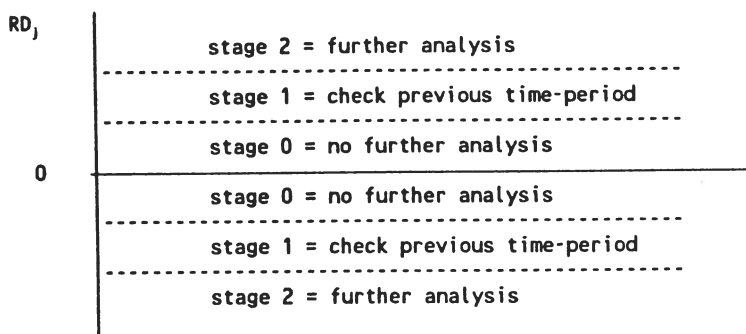 RDj
stage 2 = further analysis
stage 1 = check previous time-period
stage 0 = no further analysis
0
stage 0 = no further analysis
stage 1 = check previous time-period
stage 2 = further analysis